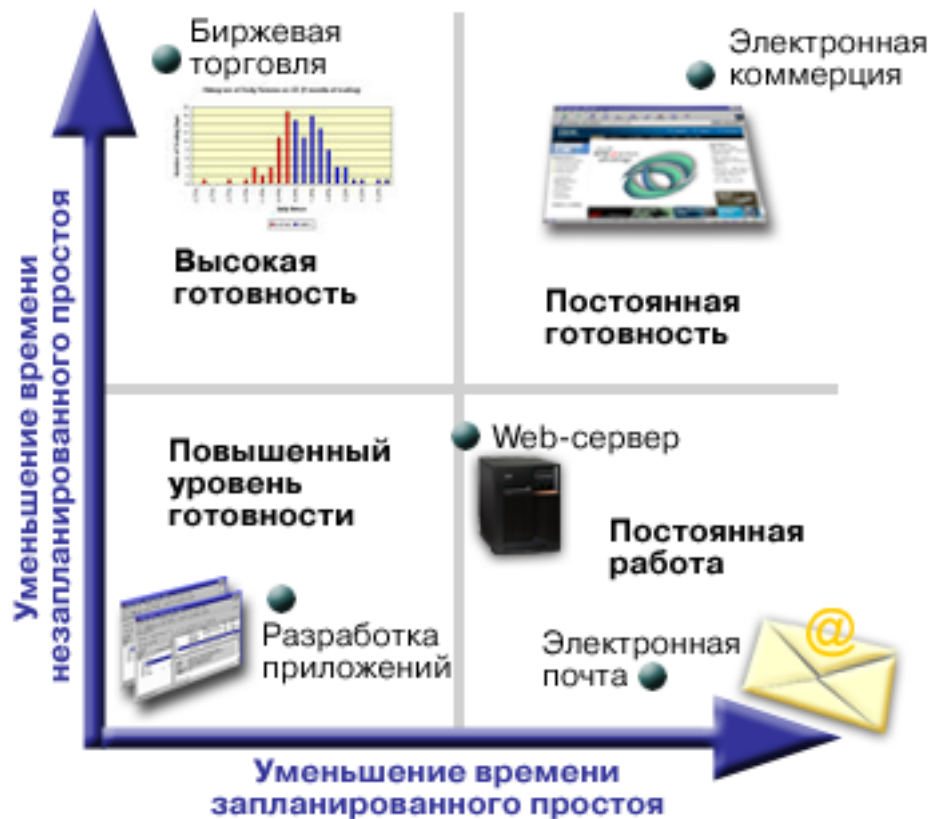 Биржевая
торговля
Электронная
коммерция
Высокая
готовность
Постоянная
готовность
Уменьшение времени
незапланированного простоя
Повышенный
уровень
готовности
Web-сервер
Постоянная
работа
Разработка
приложений
Электронная
почта
@
Уменьшение времени
запланированного простоя